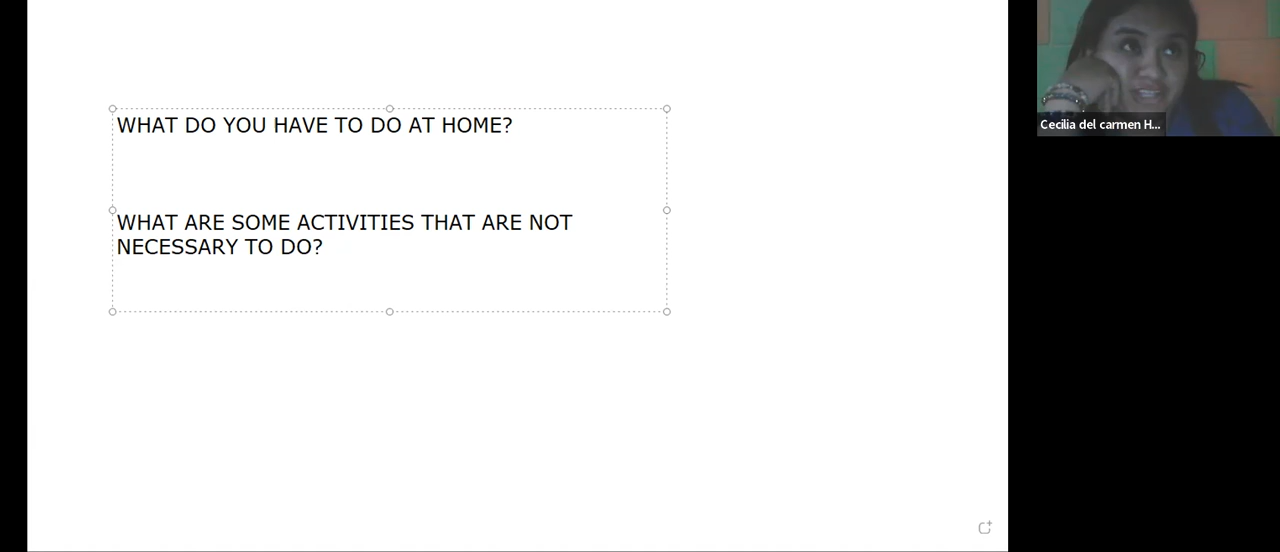 WHAT DO YOU HAVE TO DO AT HOME?
WHAT ARE SOME ACTIVITIES THAT ARE NOT
NECESSARY TO DO?
Cecilia del carmen H...